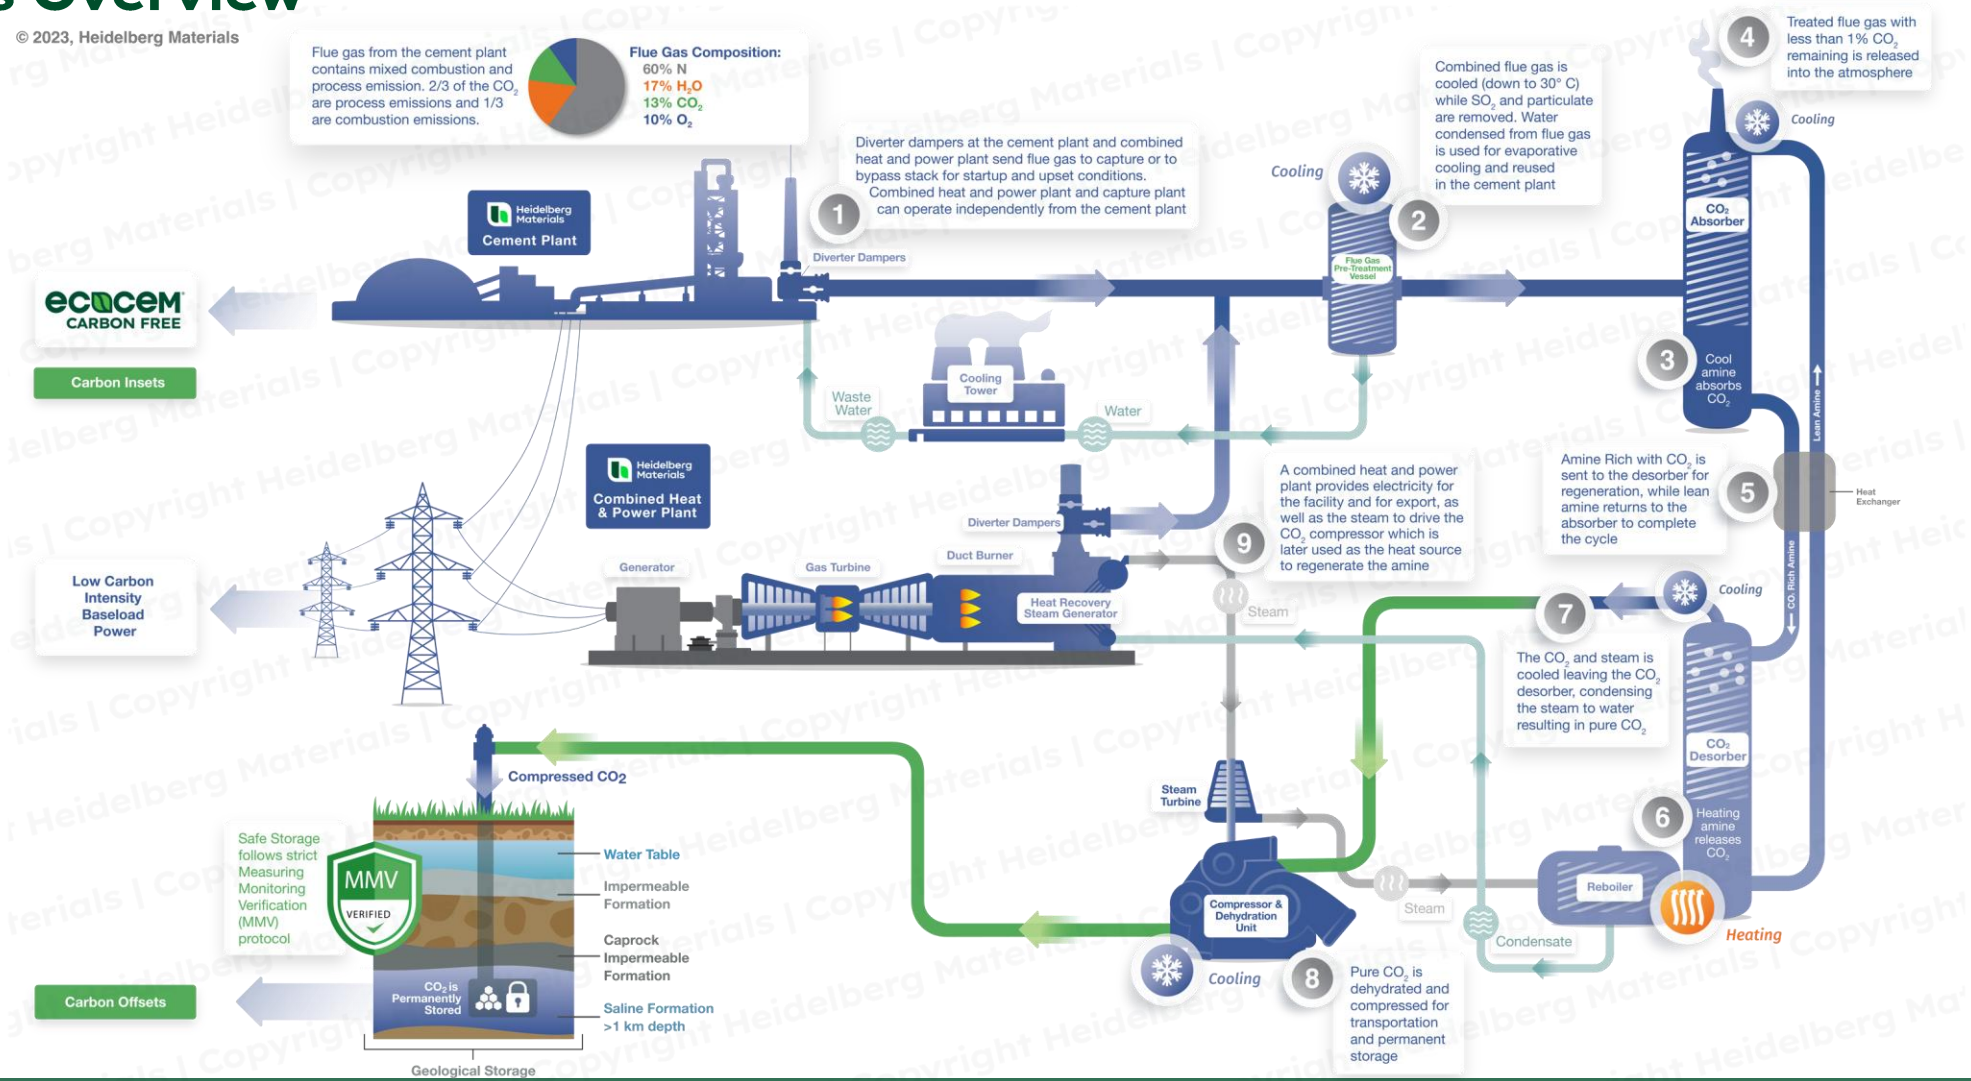 s Overview
© 2023, Heidelberg Materials
Flue gas from the cement plant
contains mixed combustion and
process emission. 2/3 of the CO₂
are process emissions and 1/3
are combustion emissions.
Flue Gas Composition:
60% N
17% H₂O
13% CO₂
10% O₂
Diverter dampers at the cement plant and combined
heat and power plant send flue gas to capture or to
bypass stack for startup and upset conditions.
Combined heat and power plant and capture plant
can operate independently from the cement plant
1
Diverter Dampers
Heidelberg
Materials
Cement Plant
Cooling
2
Combined flue gas is
cooled (down to 30° C)
while SO₂ and particulate
are removed. Water
condensed from flue gas
is used for evaporative
cooling and reused
in the cement plant
Flue Gas
Pre-Treatment
Vessel
4
Treated flue gas with
less than 1% CO₂
remaining is released
into the atmosphere
Cooling
CO₂
Absorber
3
Cool
amine
absorbs
CO₂
ecocem
CARBON FREE
Carbon Insets
Waste
Water
Cooling
Tower
Water
Lean Amine
Heidelberg
Materials
Combined Heat
& Power Plant
Diverter Dampers
Generator
Gas Turbine
Duct Burner
Heat Recovery
Steam Generator
9
A combined heat and power
plant provides electricity for
the facility and for export, as
well as the steam to drive the
CO₂ compressor which is
later used as the heat source
to regenerate the amine
Steam
Amine Rich with CO₂ is
sent to the desorber for
regeneration, while lean
amine returns to the
absorber to complete
the cycle
5
Heat
Exchanger
CO₂ Rich Amine
Low Carbon
Intensity
Baseload
Power
7
Cooling
The CO₂ and steam is
cooled leaving the CO₂
desorber, condensing
the steam to water
resulting in pure CO₂
CO₂
Desorber
6
Heating
amine
releases
CO₂
Reboiler
Heating
Steam
Turbine
Steam
Condensate
Compressor &
Dehydration
Unit
Cooling
8
Pure CO₂ is
dehydrated and
compressed for
transportation
and permanent
storage
Compressed CO2
Safe Storage
follows strict
Measuring
Monitoring
Verification
(MMV)
protocol
MMV
VERIFIED
Water Table
Impermeable
Formation
Caprock
Impermeable
Formation
CO₂ is
Permanently
Stored
Saline Formation
>1 km depth
Carbon Offsets
Geological Storage
Copyright Heidelberg Materials | Copyright Heidelberg Materials